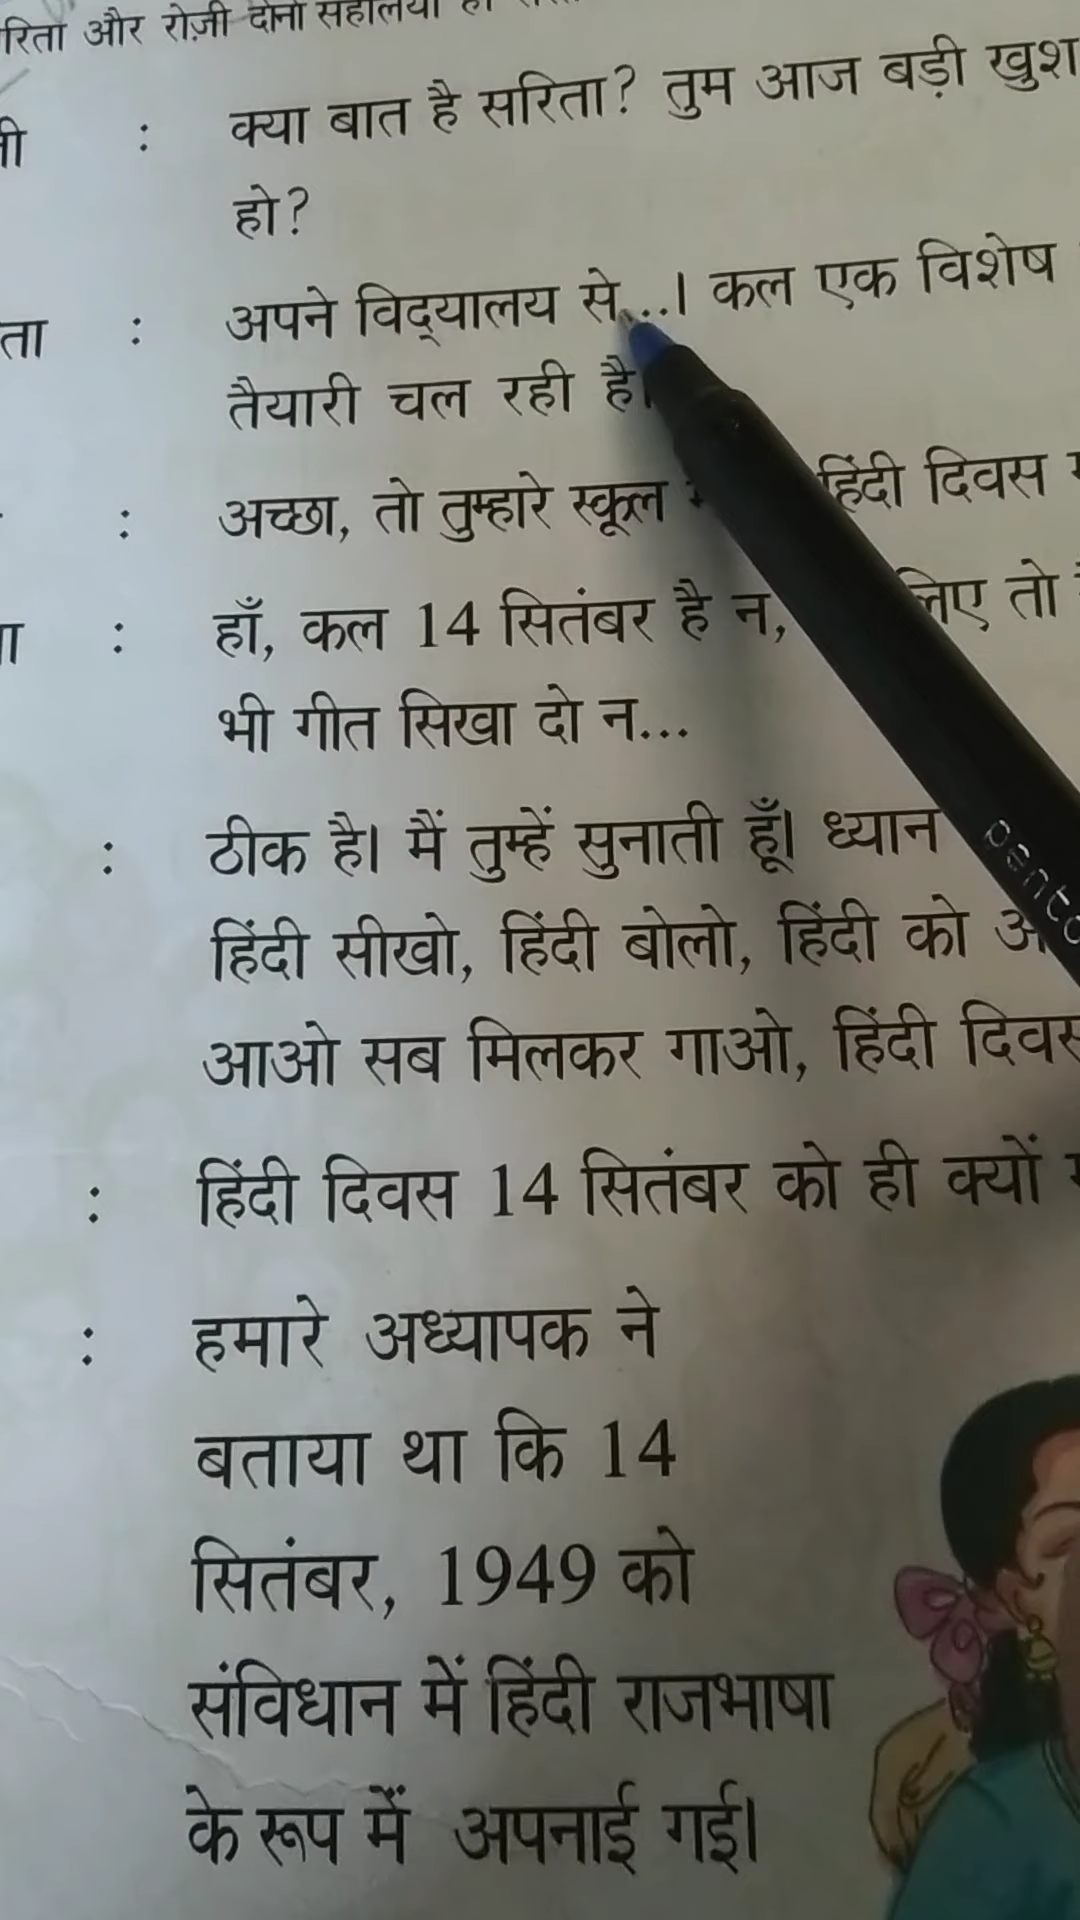 और रोज़ी दोनों
: क्या बात है सरिता? तुम आज बड़ी खुश
हो?
ता : अपने विद्यालय से...। कल एक विशेष
तैयारी चल रही है।
: अच्छा, तो तुम्हारे स्कूल हिंदी दिवस
: हाँ, कल 14 सितंबर है न, तो
भी गीत सिखा दो न...
: ठीक है। मैं तुम्हें सुनाती हूँ। ध्यान
हिंदी सीखो, हिंदी बोलो, हिंदी को
आओ सब मिलकर गाओ, हिंदी दिवस
: हिंदी दिवस 14 सितंबर को ही क्यों
: हमारे अध्यापक ने
बताया था कि 14
सितंबर, 1949 को
संविधान में हिंदी राजभाषा
के रूप में अपनाई गई।